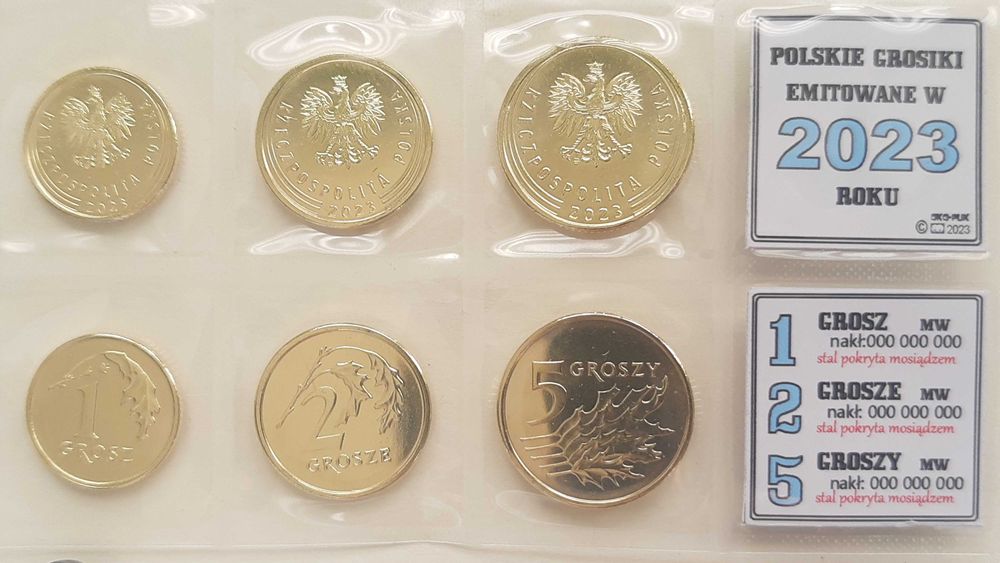 RZECZPOSPOLITA POLSKA
2023
RZECZPOSPOLITA POLSKA
2023
RZECZPOSPOLITA POLSKA
2023
POLSKIE GROSIKI
EMITOWANE W
2023
ROKU
© 2023
1
GROSZ
2
GROSZE
5 GROSZY
1 GROSZ MW
nakł:000 000 000
stal pokryta mosiądzem
2 GROSZE MW
nakł: 000 000 000
stal pokryta mosiądzem
5 GROSZY MW
nakł: 000 000 000
stal pokryta mosiądzem